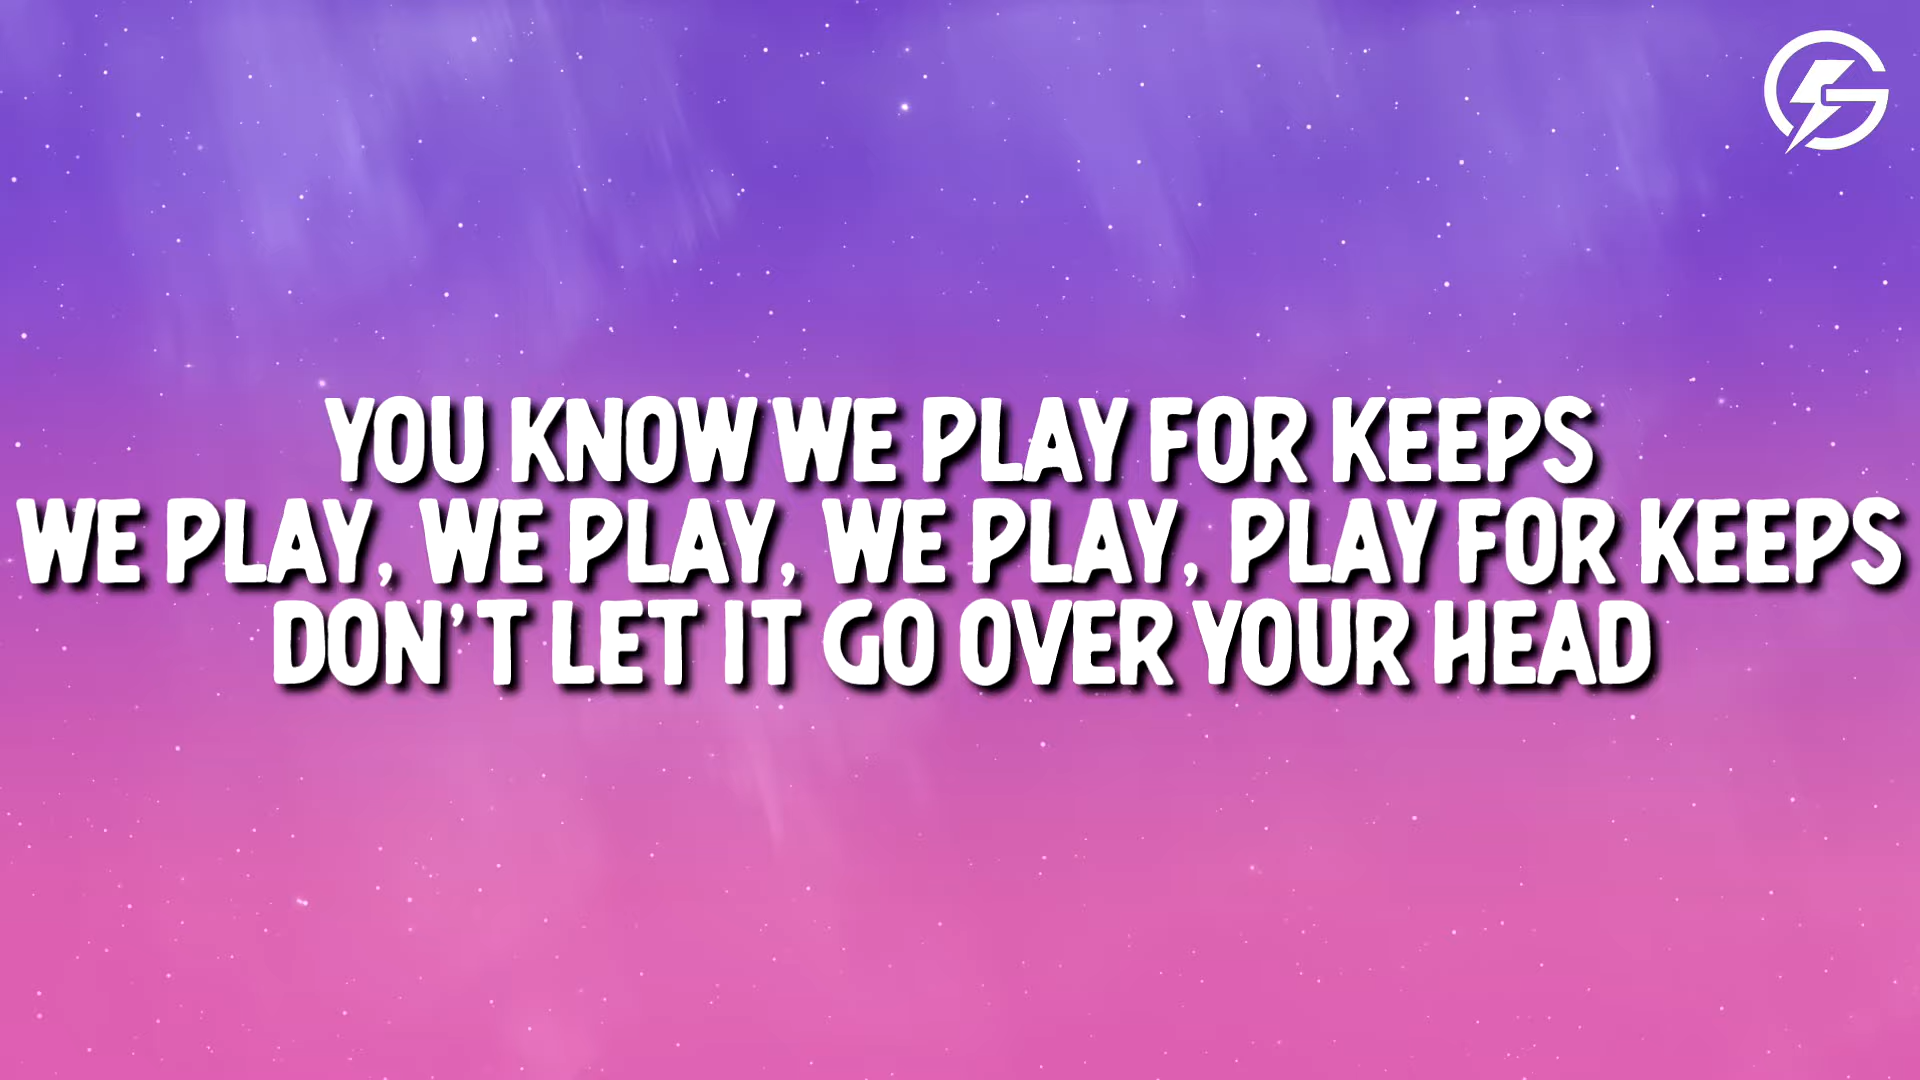 YOU KNOW WE PLAY FOR KEEPS
WE PLAY, WE PLAY, WE PLAY, PLAY FOR KEEPS
DON'T LET IT GO OVER YOUR HEAD